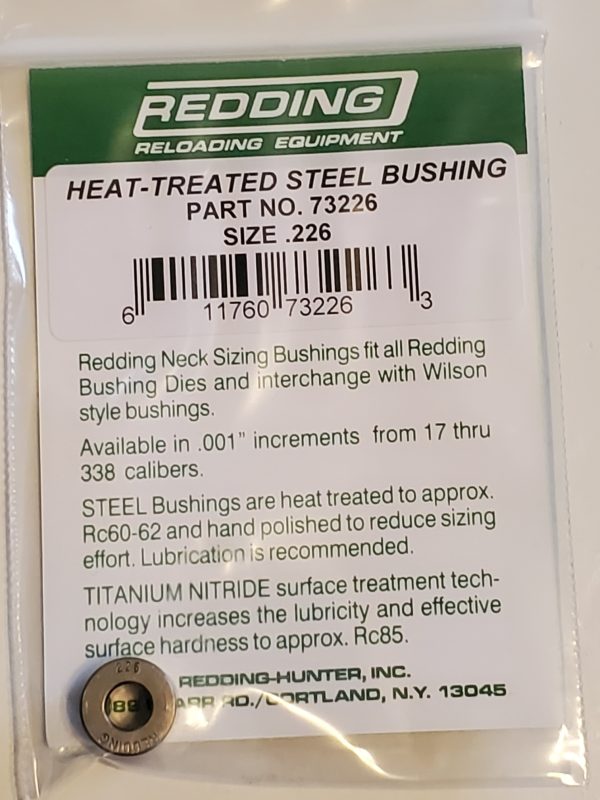 REDDING
RELOADING EQUIPMENT
HEAT-TREATED STEEL BUSHING
PART NO. 73226
SIZE .226
6 11760 73226 3
Redding Neck Sizing Bushings fit all Redding
Bushing Dies and interchange with Wilson
style bushings.
Available in .001" increments from 17 thru
338 calibers.
STEEL Bushings are heat treated to approx.
Rc60-62 and hand polished to reduce sizing
effort. Lubrication is recommended.
TITANIUM NITRIDE surface treatment tech-
nology increases the lubricity and effective
surface hardness to approx. Rc85.
REDDING-HUNTER, INC.
RD./CORTLAND, N.Y. 13045
226
REDDING